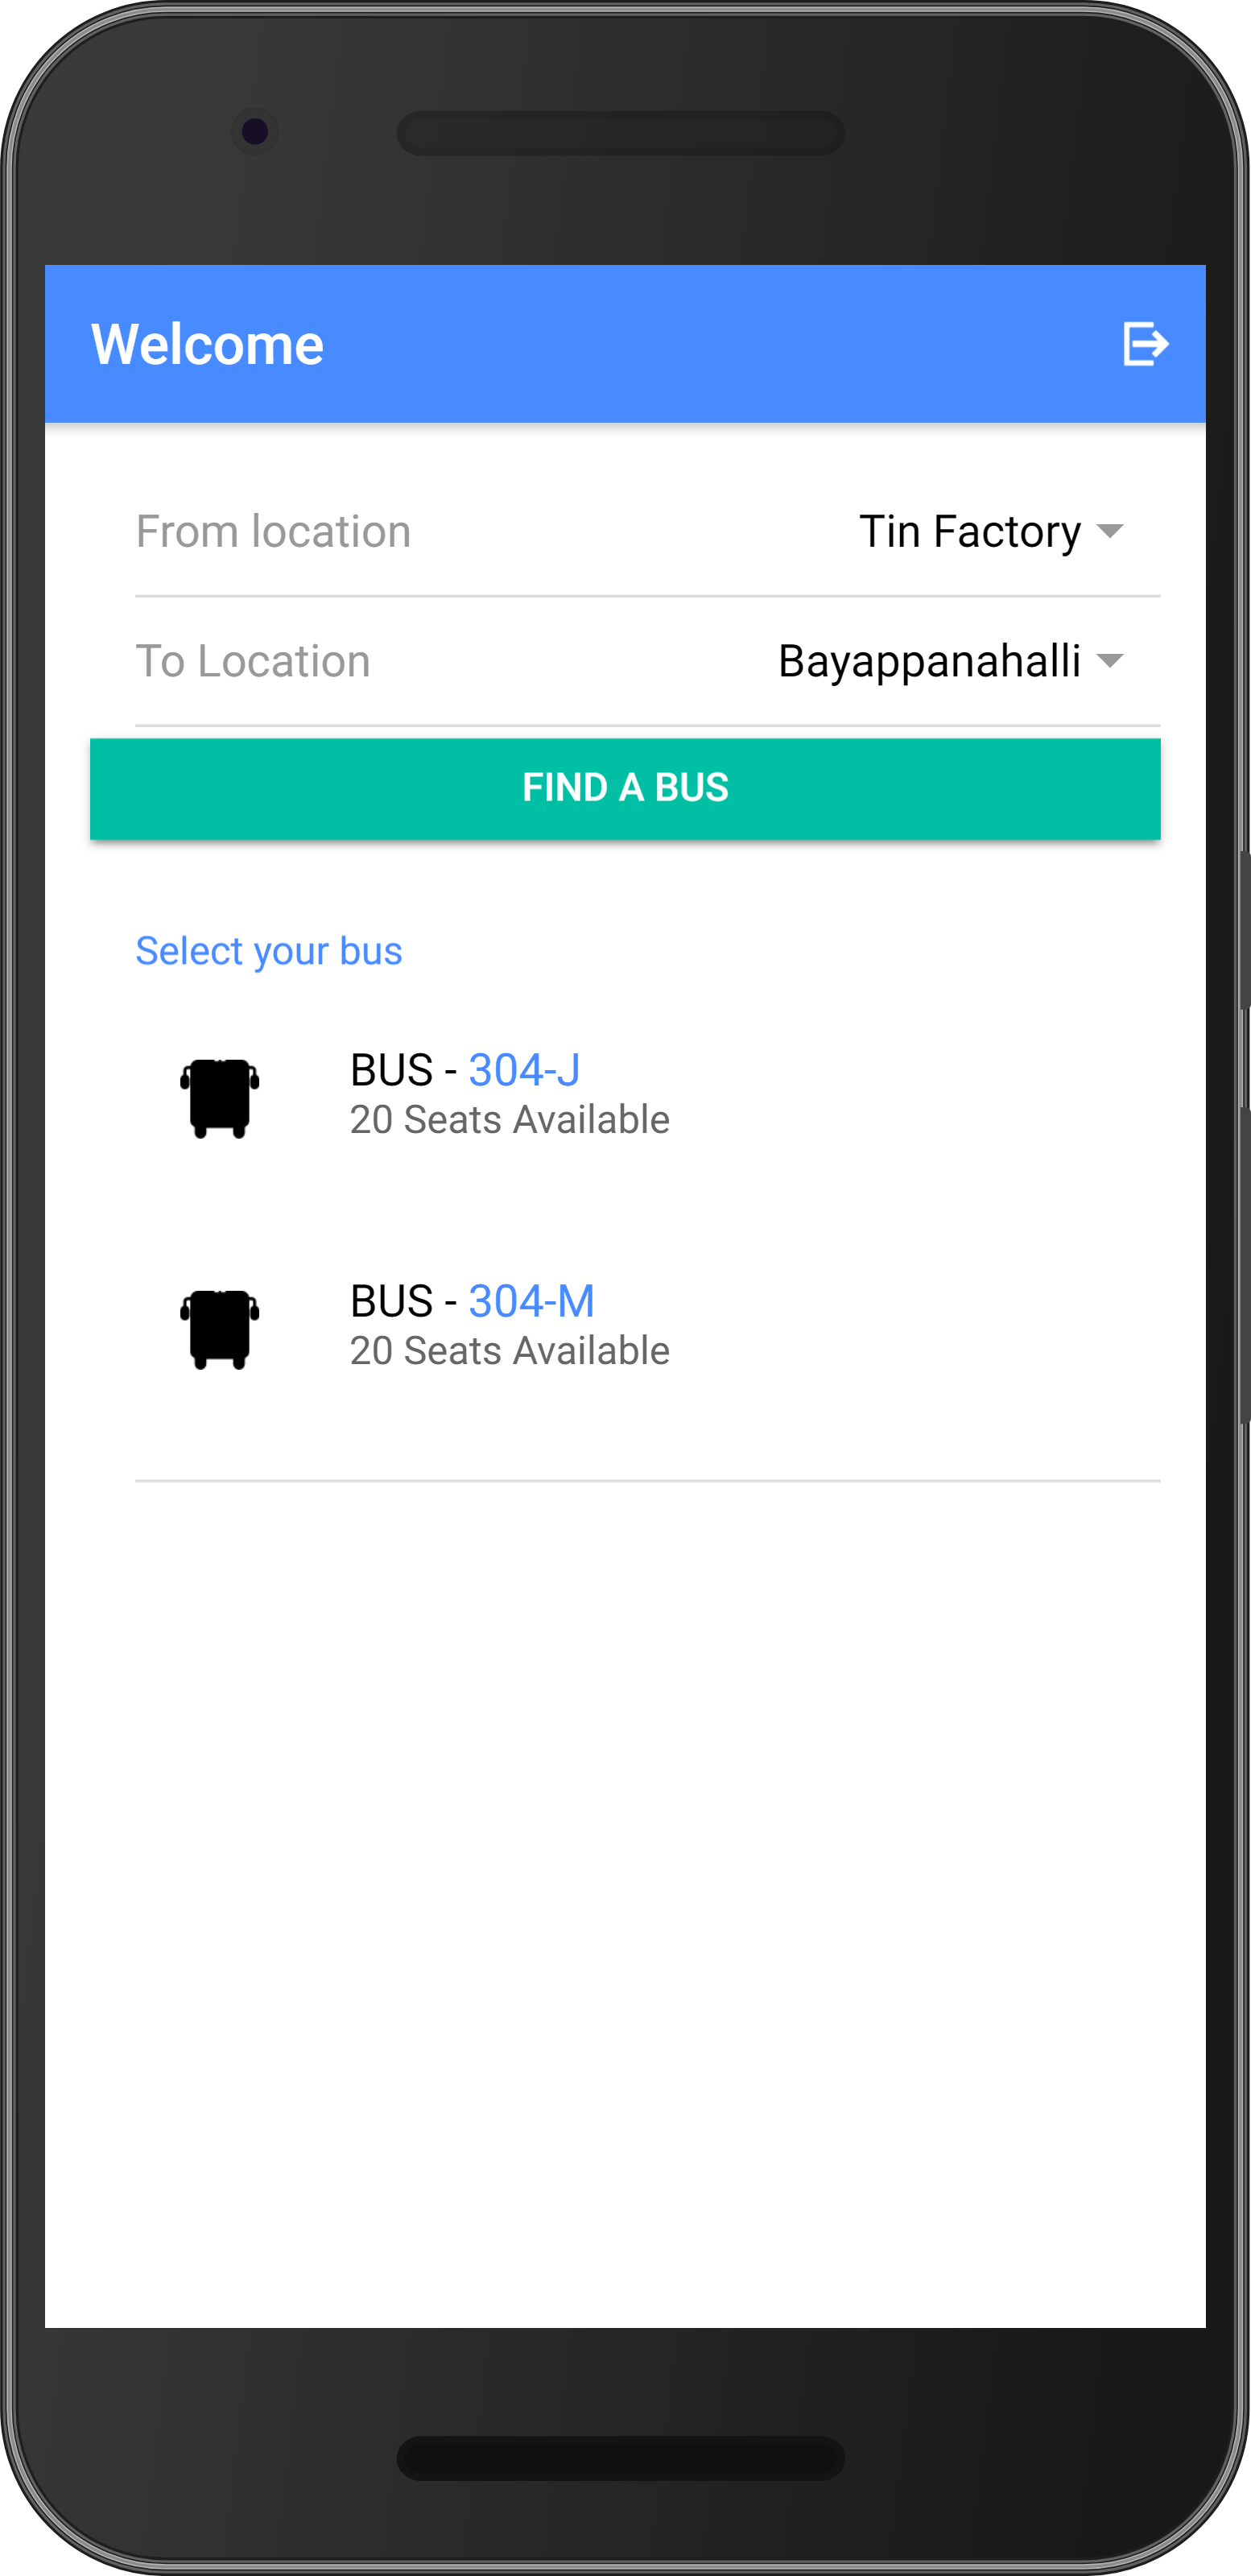 Welcome
From location Tin Factory
To Location Bayappanahalli
FIND A BUS
Select your bus
BUS - 304-J
20 Seats Available
BUS - 304-M
20 Seats Available